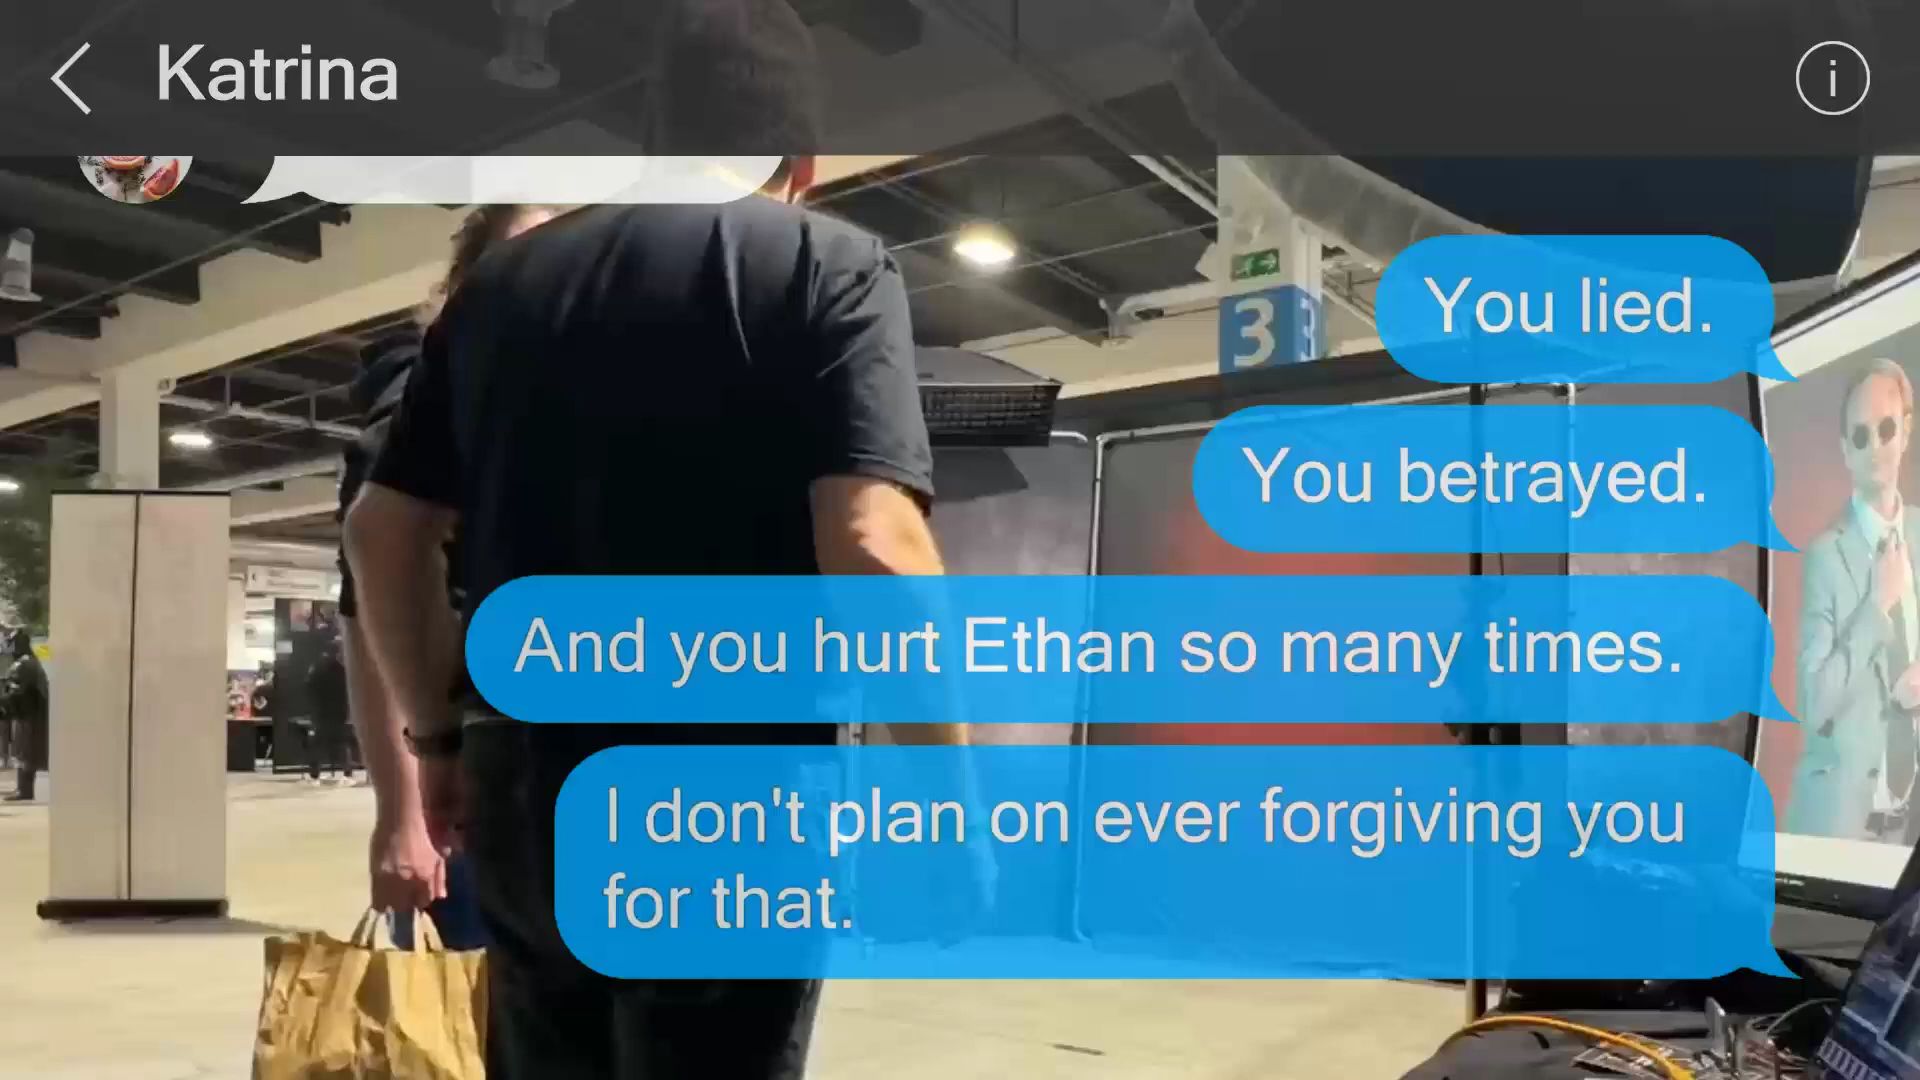 Katrina
i
You lied.
3
3
You betrayed.
And you hurt Ethan so many times.
I don't plan on ever forgiving you
for that.